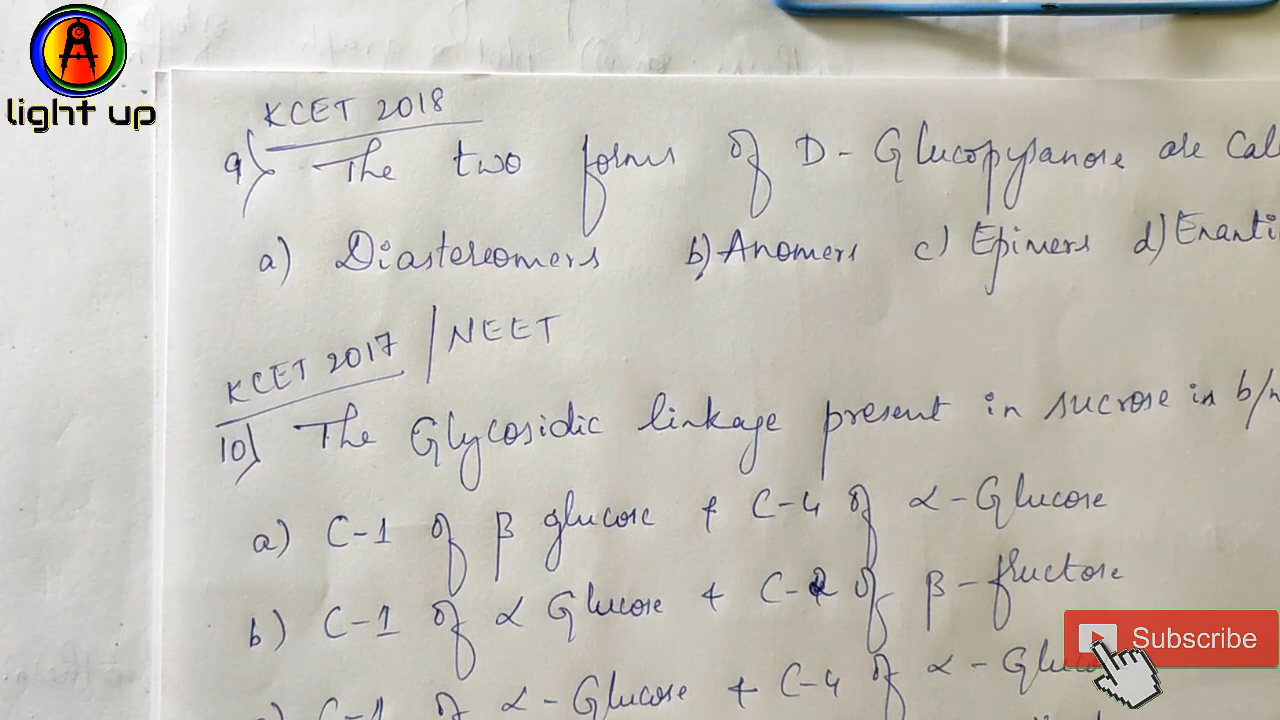 light up
KCET 2018
9) The two forms of D- Glucopyranose are Cal
a) Diastereomers b) Anomers c) Epimers d) Enanti
KCET 2017 / NEET
10) The Glycosidic linkage present in sucrose is b/n
a) C-1 of β glucose + C-4 of α-Glucose
b) C-1 of α Glucose + C-2 of β-fructose
Subscribe
c) C-1 of α-Glucose + C-4 of α-Gluco